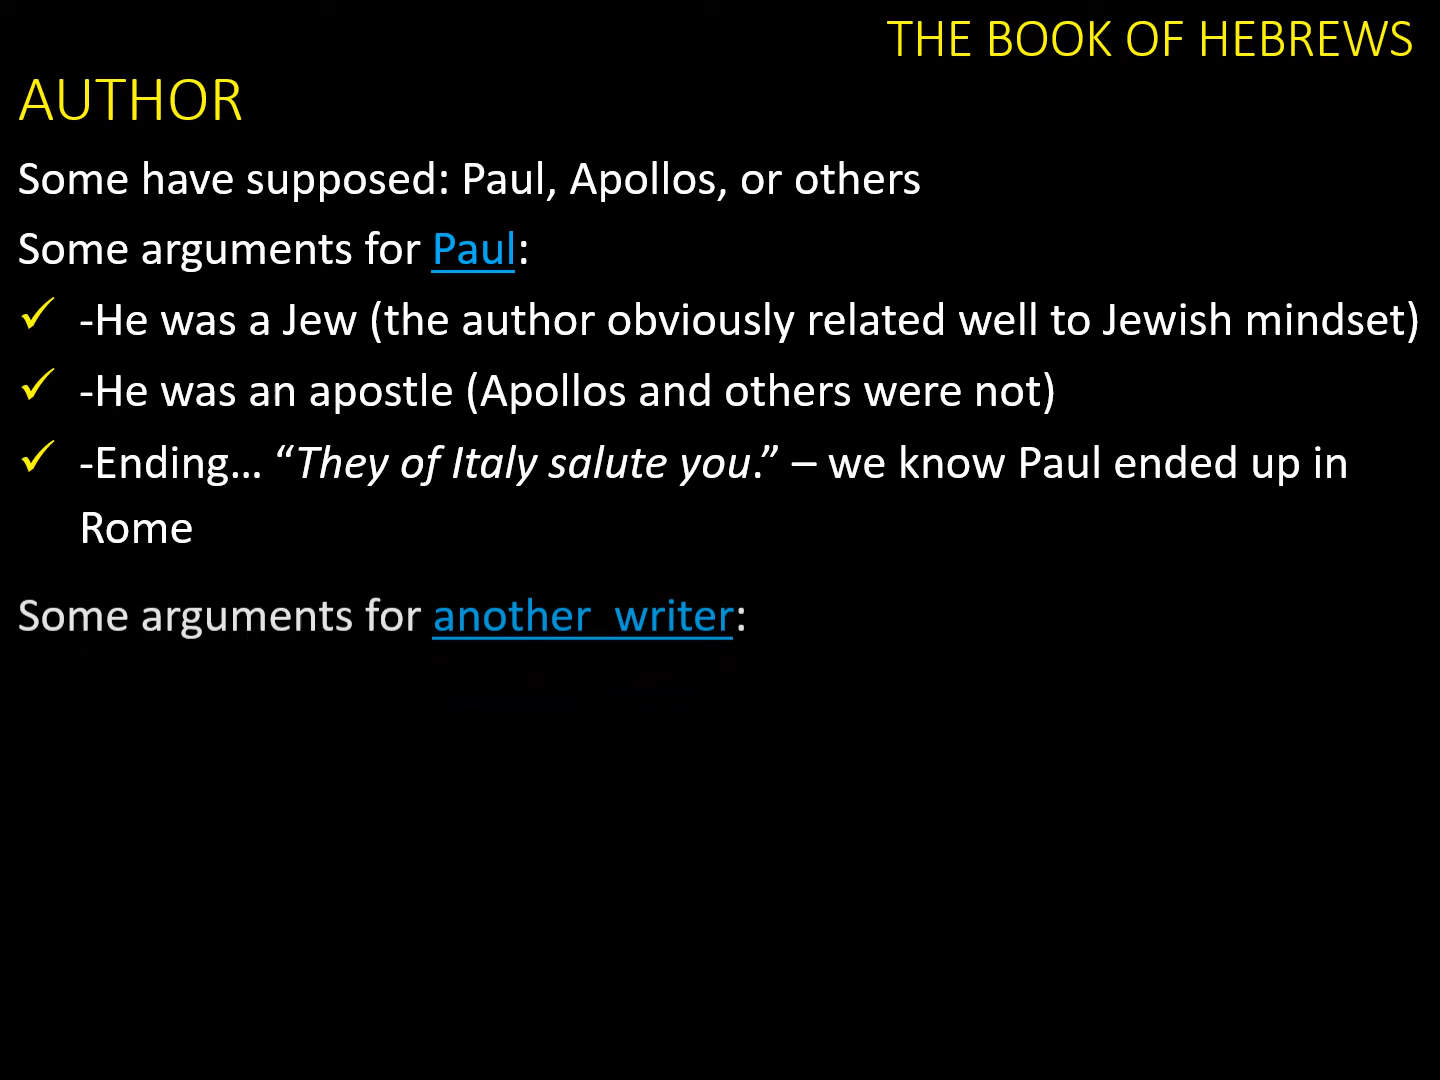 THE BOOK OF HEBREWS
AUTHOR
Some have supposed: Paul, Apollos, or others
Some arguments for Paul:
✓ -He was a Jew (the author obviously related well to Jewish mindset)
✓ -He was an apostle (Apollos and others were not)
✓ -Ending… “They of Italy salute you.” – we know Paul ended up in
Rome
Some arguments for another  writer: